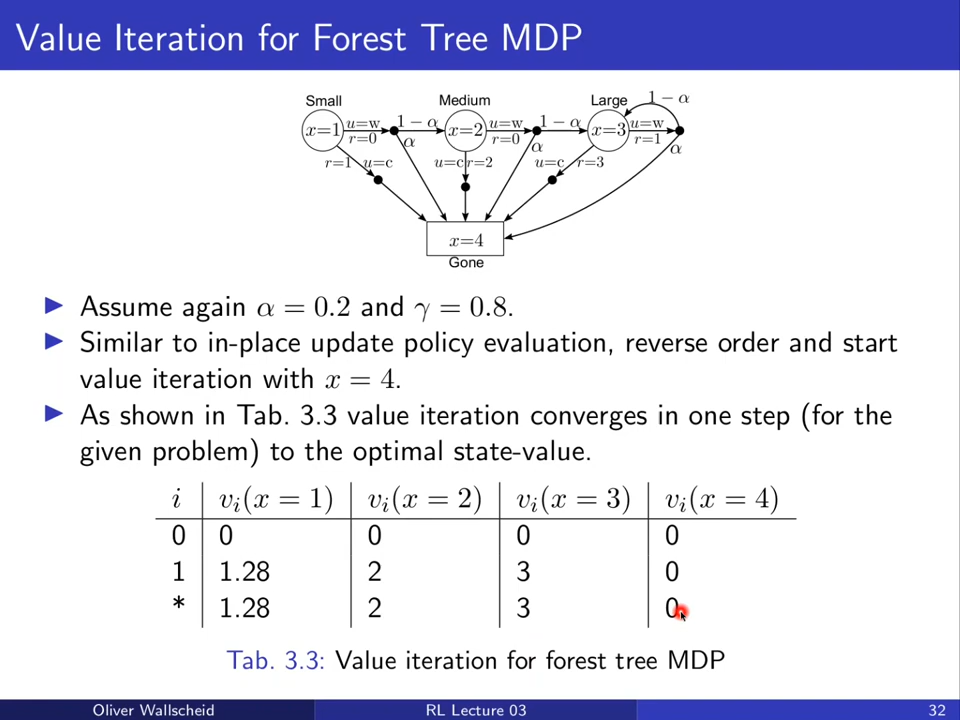 Value Iteration for Forest Tree MDP
Small Medium Large 1 − α
x=1 u=w r=0 1 − α α x=2 u=w r=0 1 − α α x=3 u=w r=1 α
r=1 u=c u=c r=2 u=c r=3
x=4
Gone
Assume again α = 0.2 and γ = 0.8.
Similar to in-place update policy evaluation, reverse order and start
value iteration with x = 4.
As shown in Tab. 3.3 value iteration converges in one step (for the
given problem) to the optimal state-value.
i vᵢ(x = 1) vᵢ(x = 2) vᵢ(x = 3) vᵢ(x = 4)
0 0 0 0 0
1 1.28 2 3 0
* 1.28 2 3 0
Tab. 3.3: Value iteration for forest tree MDP
Oliver Wallscheid RL Lecture 03 32